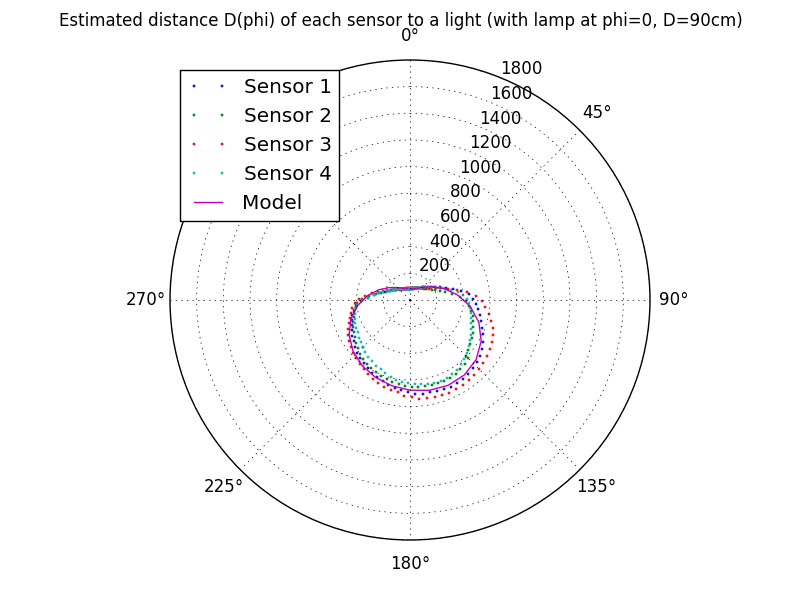 Estimated distance D(phi) of each sensor to a light (with lamp at phi=0, D=90cm)
0°
45°
90°
135°
180°
225°
270°
200
400
600
800
1000
1200
1400
1600
1800
Sensor 1
Sensor 2
Sensor 3
Sensor 4
Model